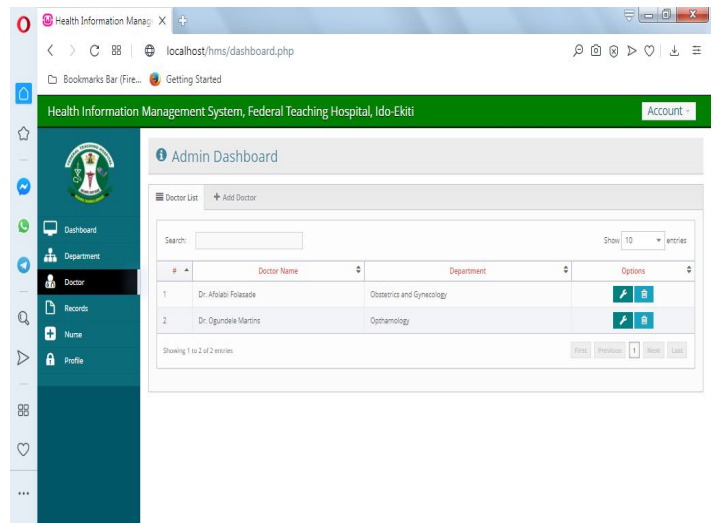 Health Information Manag
localhost/hms/dashboard.php
Bookmarks Bar (Fire... Getting Started
Health Information Management System, Federal Teaching Hospital, Ido-Ekiti Account
Admin Dashboard
Doctor List Add Doctor
Dashboard
Department
Doctor
Records
Nurse
Profile
Search: Show 10 entries
# Doctor Name Department Options
1 Dr. Afolabi Folasade Obstetrics and Gynecology
2 Dr. Ogundele Martins Opthamology
Showing 1 to 2 of 2 entries First Previous 1 Next Last